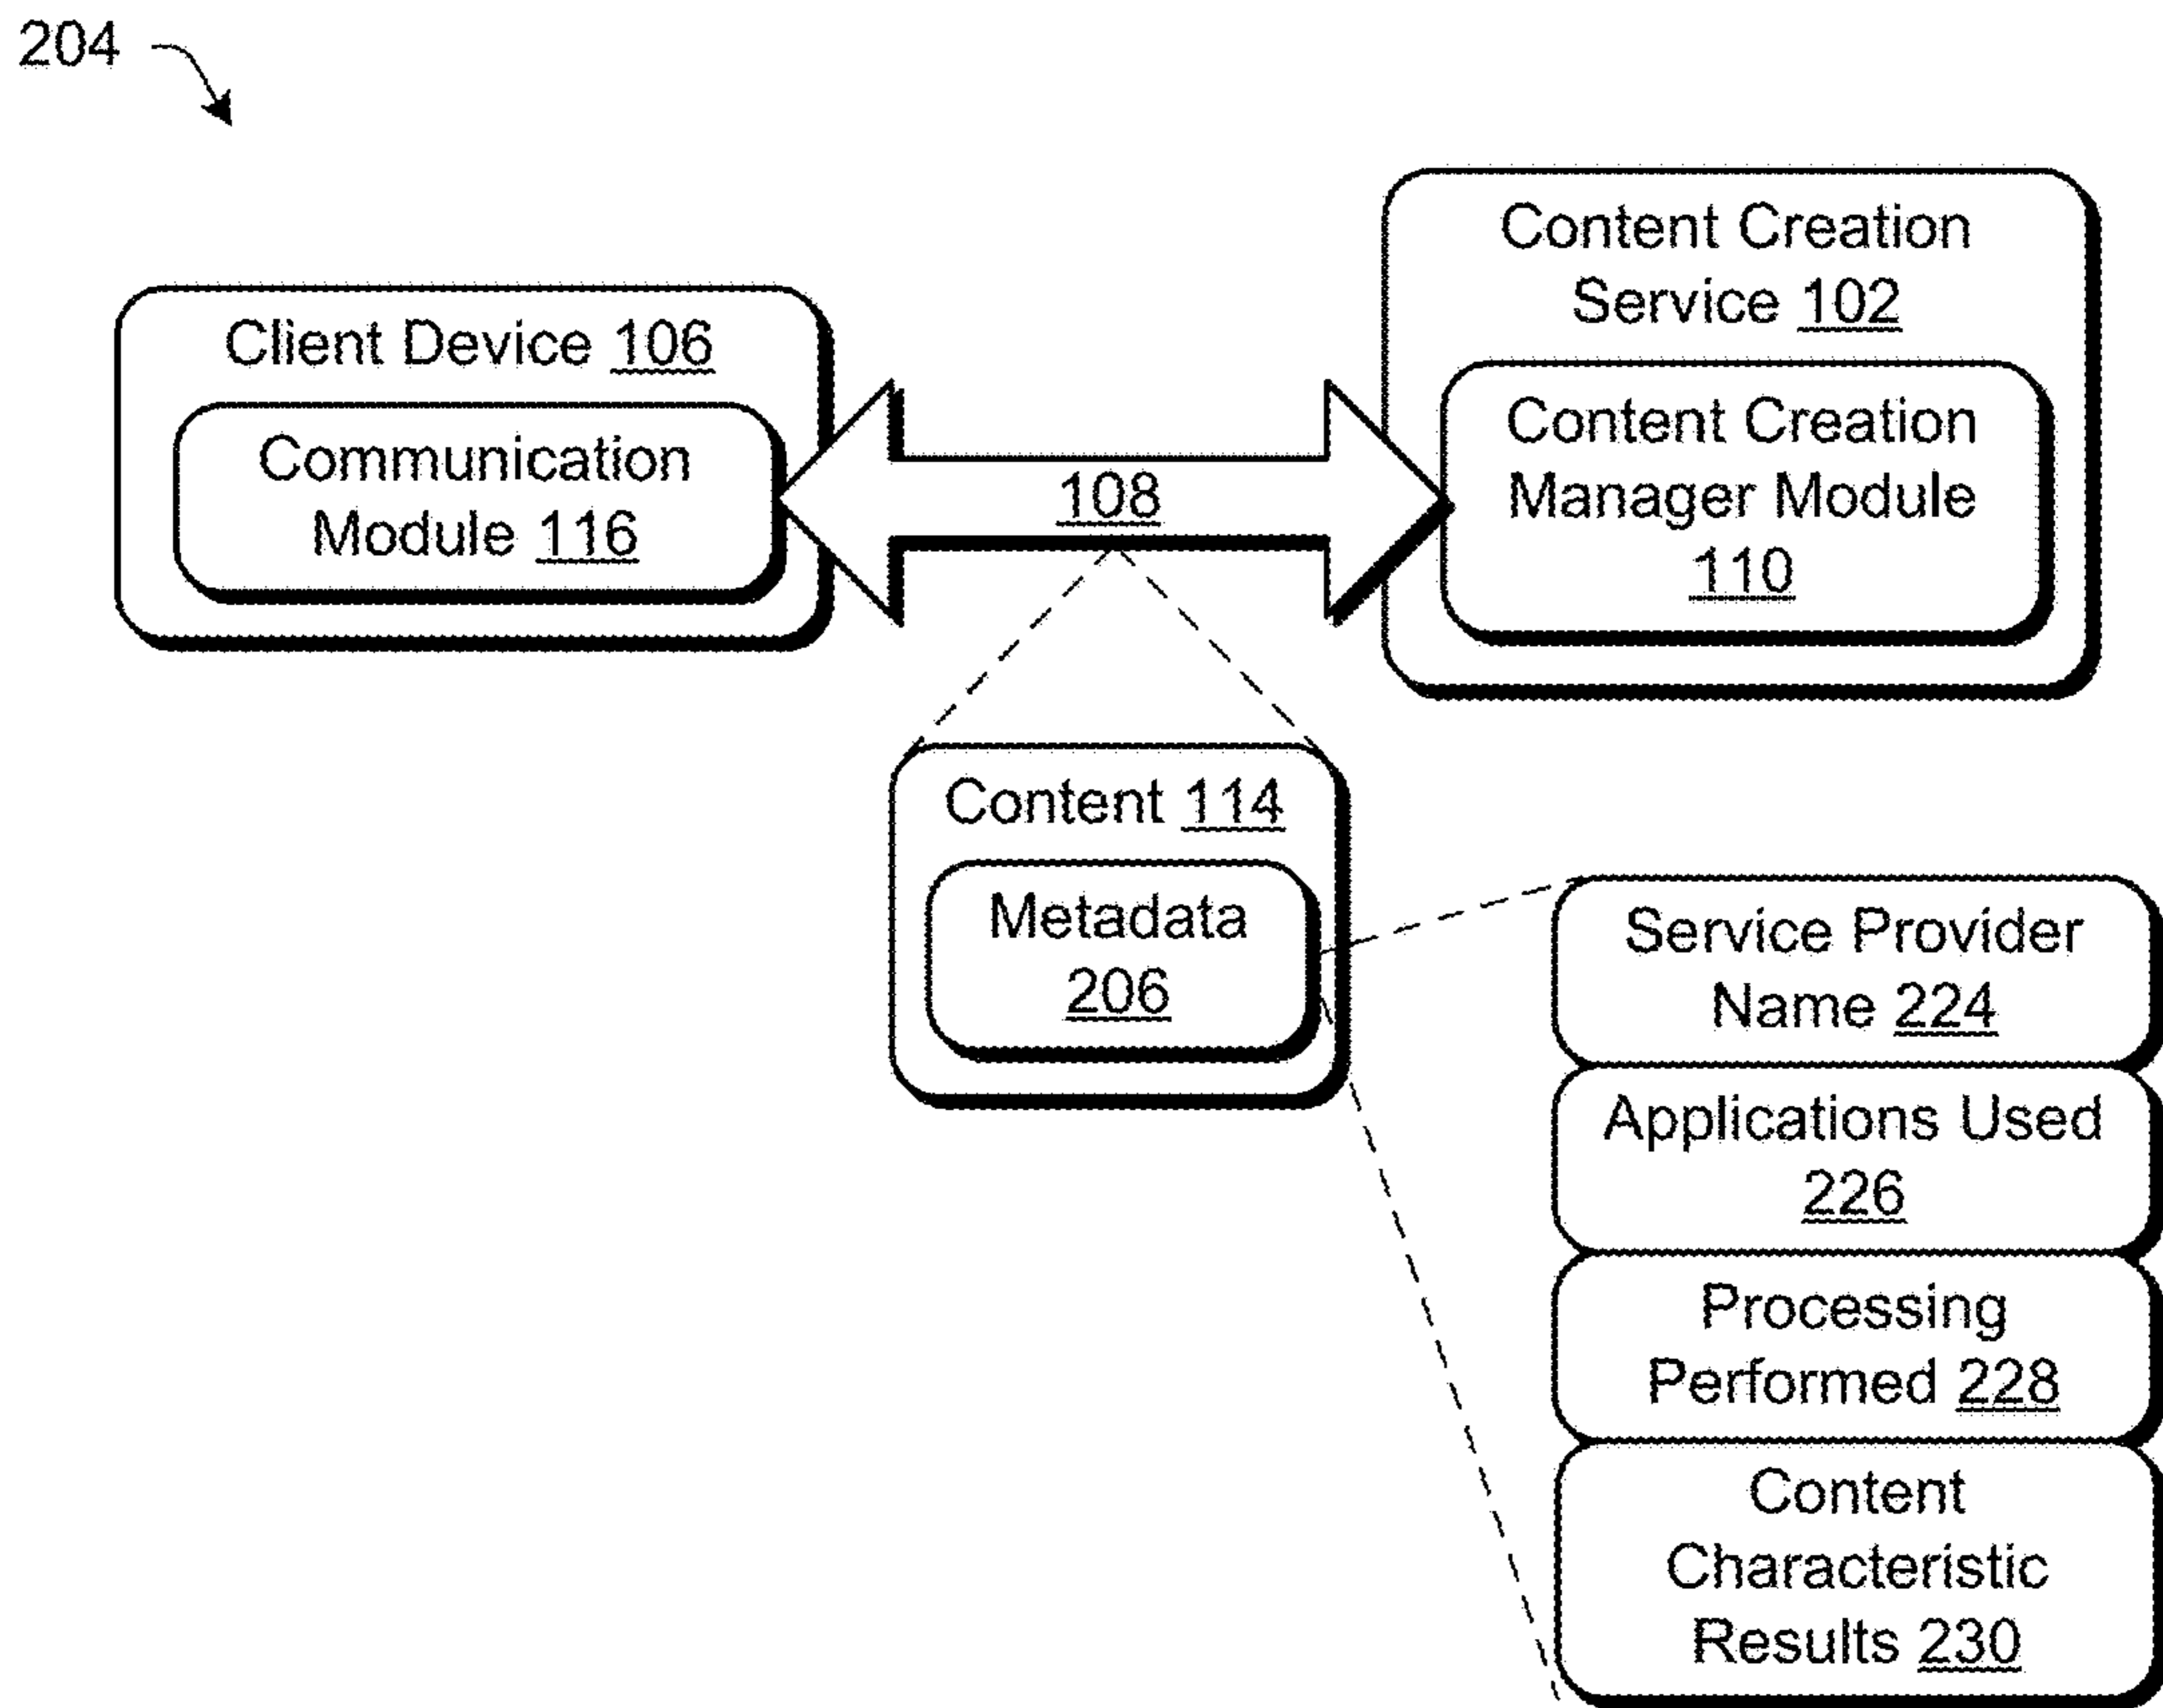 204
Content Creation
Service 102
Client Device 106
Content Creation
Manager Module
110
Communication
Module 116
108
Content 114
Metadata
206
Service Provider
Name 224
Applications Used
226
Processing
Performed 228
Content
Characteristic
Results 230